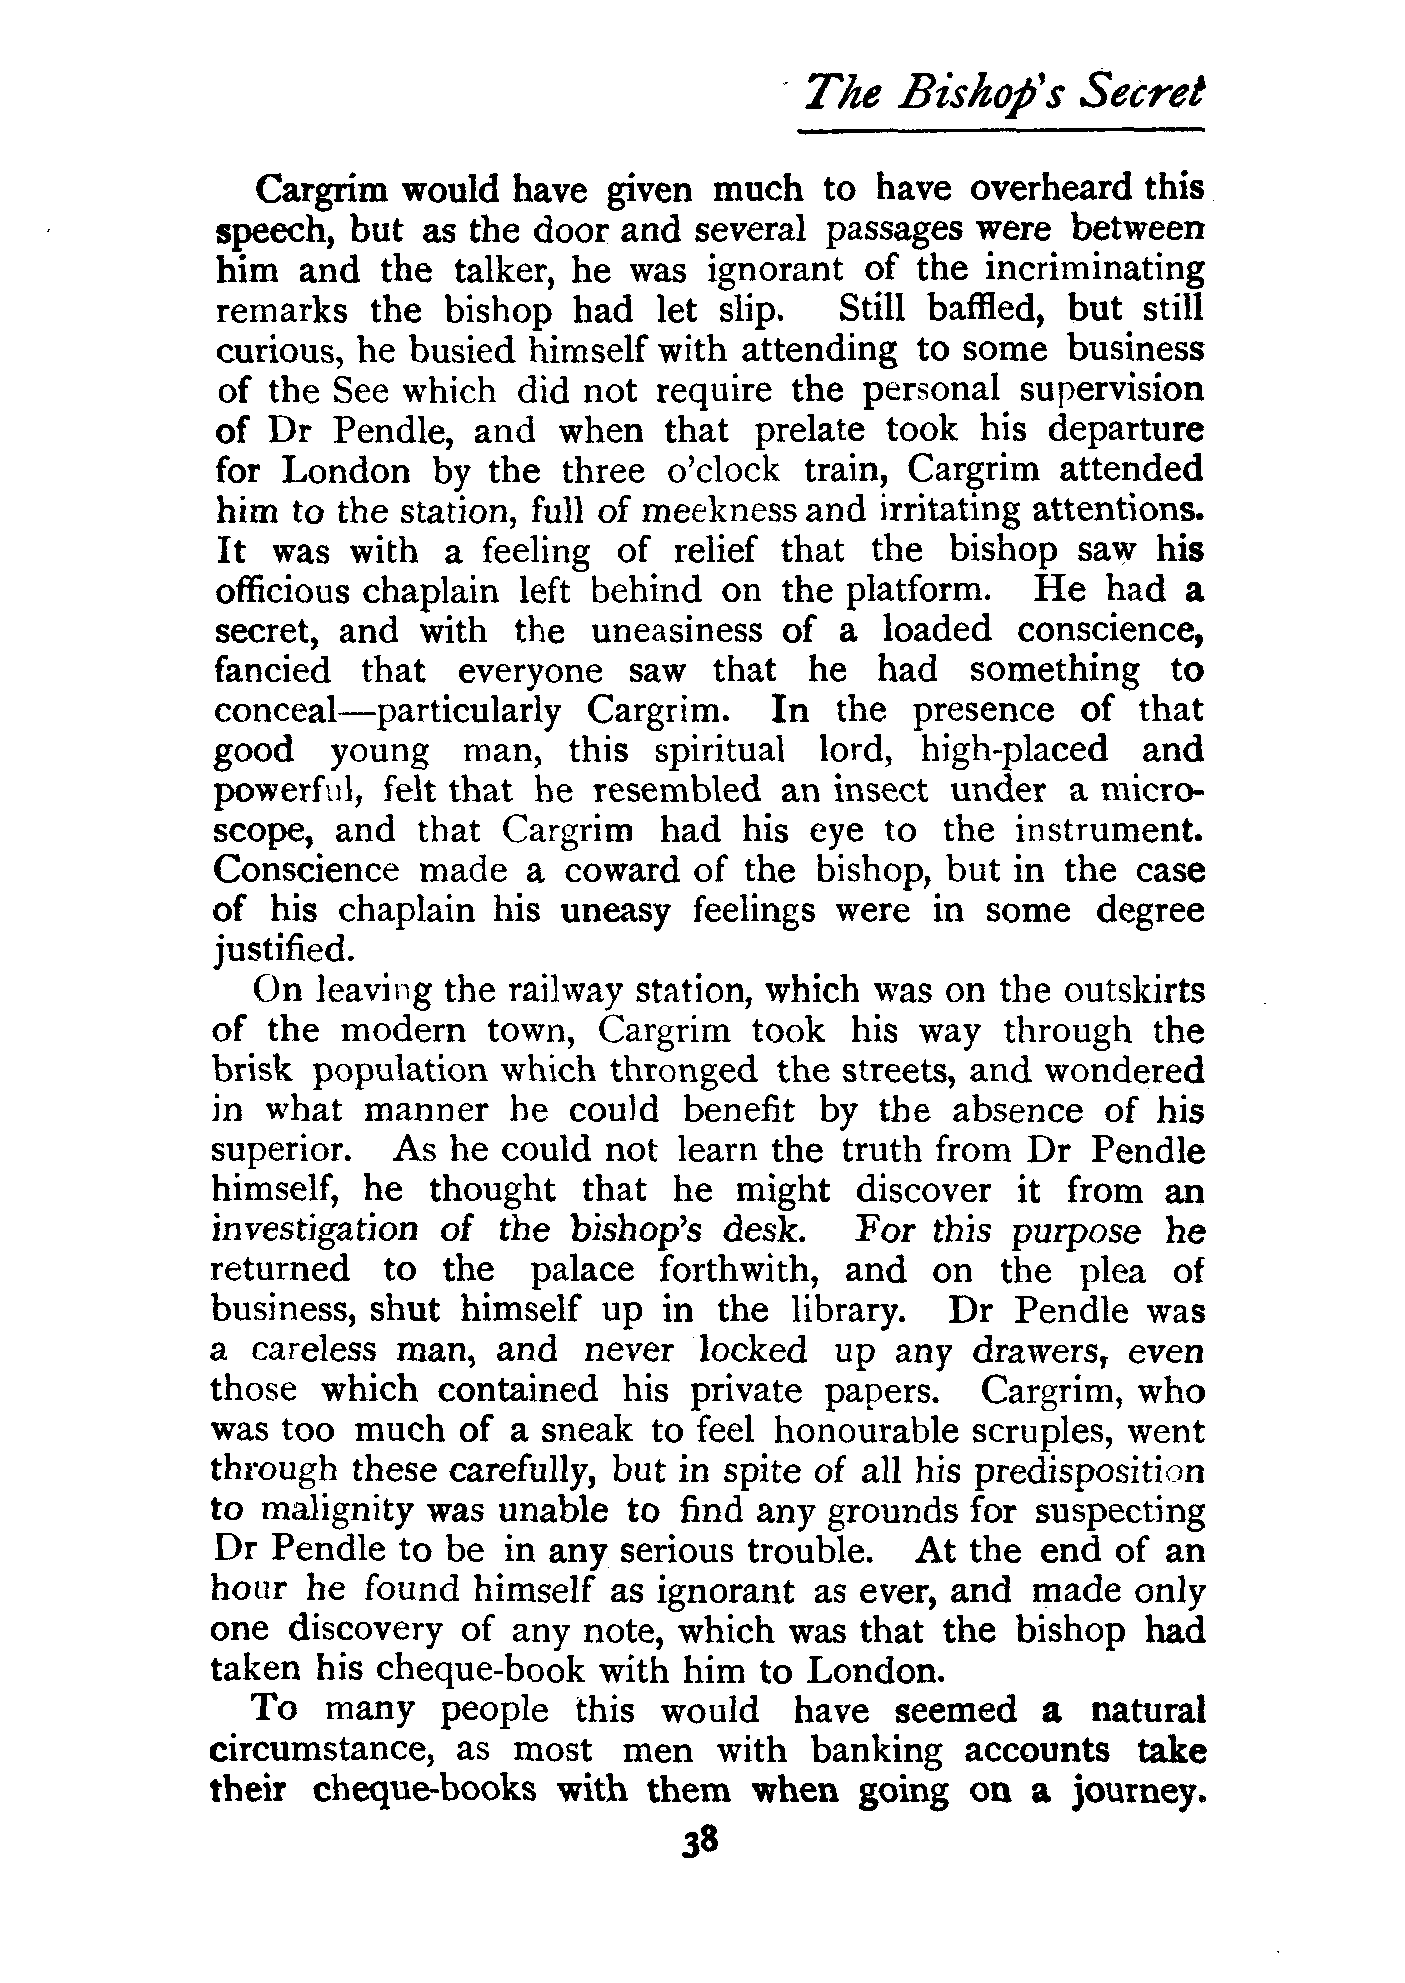 The Bishop's Secret
Cargrim would have given much to have overheard this
speech, but as the door and several passages were between
him and the talker, he was ignorant of the incriminating
remarks the bishop had let slip. Still baffled, but still
curious, he busied himself with attending to some business
of the See which did not require the personal supervision
of Dr Pendle, and when that prelate took his departure
for London by the three o'clock train, Cargrim attended
him to the station, full of meekness and irritating attentions.
It was with a feeling of relief that the bishop saw his
officious chaplain left behind on the platform. He had a
secret, and with the uneasiness of a loaded conscience,
fancied that everyone saw that he had something to
conceal—particularly Cargrim. In the presence of that
good young man, this spiritual lord, high-placed and
powerful, felt that he resembled an insect under a micro-
scope, and that Cargrim had his eye to the instrument.
Conscience made a coward of the bishop, but in the case
of his chaplain his uneasy feelings were in some degree
justified.
On leaving the railway station, which was on the outskirts
of the modern town, Cargrim took his way through the
brisk population which thronged the streets, and wondered
in what manner he could benefit by the absence of his
superior. As he could not learn the truth from Dr Pendle
himself, he thought that he might discover it from an
investigation of the bishop's desk. For this purpose he
returned to the palace forthwith, and on the plea of
business, shut himself up in the library. Dr Pendle was
a careless man, and never locked up any drawers, even
those which contained his private papers. Cargrim, who
was too much of a sneak to feel honourable scruples, went
through these carefully, but in spite of all his predisposition
to malignity was unable to find any grounds for suspecting
Dr Pendle to be in any serious trouble. At the end of an
hour he found himself as ignorant as ever, and made only
one discovery of any note, which was that the bishop had
taken his cheque-book with him to London.
To many people this would have seemed a natural
circumstance, as most men with banking accounts take
their cheque-books with them when going on a journey.
38